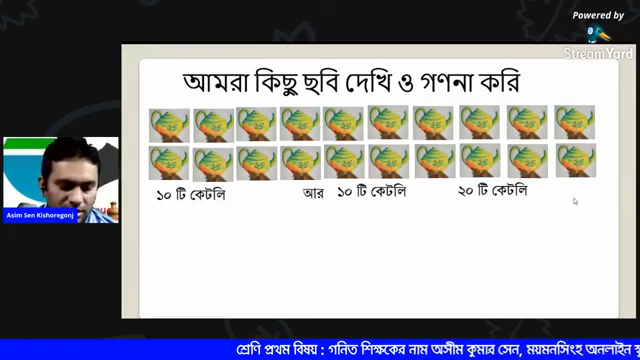 Powered by
StreamYard
আমরা কিছু ছবি দেখি ও গণনা করি
১০ টি কেটলি আর ১০ টি কেটলি ২০ টি কেটলি
Asim Sen Kishoregonj
শ্রেণি প্রথম বিষয় : গনিত শিক্ষকের নাম অসীম কুমার সেন, ময়মনসিংহ অনলাইন